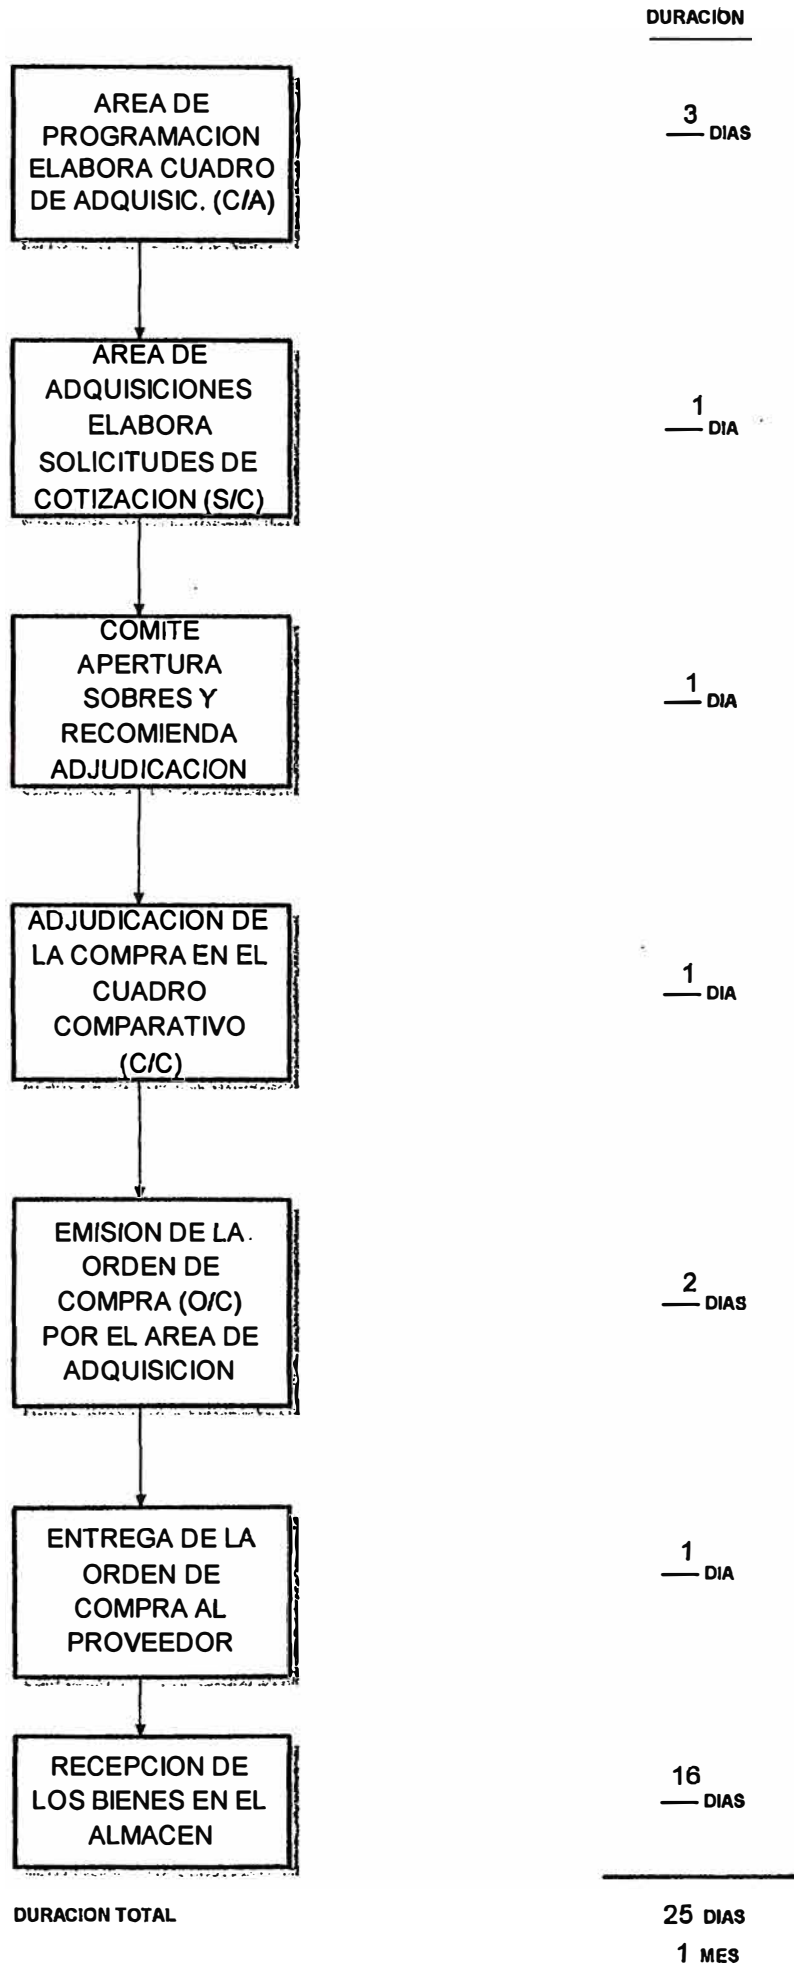 DURACIÓN
AREA DE
PROGRAMACION
ELABORA CUADRO
DE ADQUISIC. (C/A)
3
DIAS
AREA DE
ADQUISICIONES
ELABORA
SOLICITUDES DE
COTIZACION (S/C)
1
DIA
COMITE
APERTURA
SOBRES Y
RECOMIENDA
ADJUDICACION
1
DIA
ADJUDICACION DE
LA COMPRA EN EL
CUADRO
COMPARATIVO
(C/C)
1
DIA
EMISION DE LA
ORDEN DE
COMPRA (O/C)
POR EL AREA DE
ADQUISICION
2
DIAS
ENTREGA DE LA
ORDEN DE
COMPRA AL
PROVEEDOR
1
DIA
RECEPCION DE
LOS BIENES EN EL
ALMACEN
16
DIAS
DURACION TOTAL
25 DIAS
1 MES